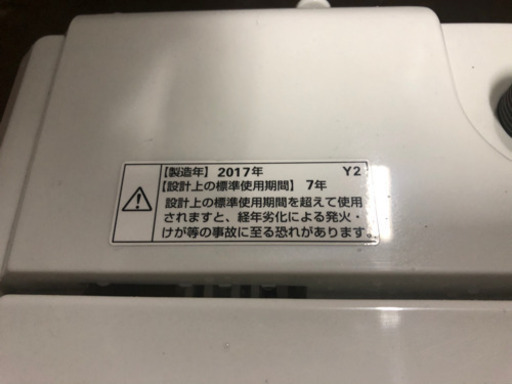 【製造年】 2017年 Y2
【設計上の標準使用期間】 7年
設計上の標準使用期間を超えて使用
されますと、経年劣化による発火・
けが等の事故に至る恐れがあります。